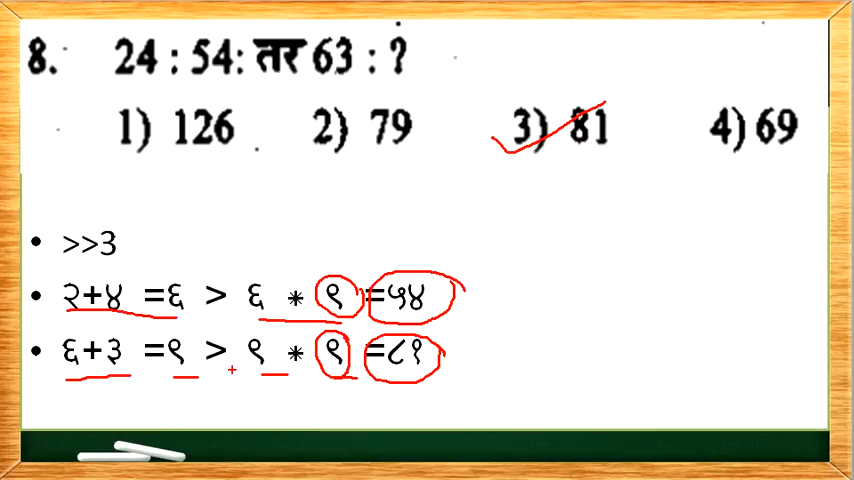 8. 24 : 54: तर 63 : ?
1) 126 2) 79 3) 81 4) 69
• >>3
• २+४ =६ > ६ * ९ =५४
• ६+३ =९ > ९ * ९ =८१